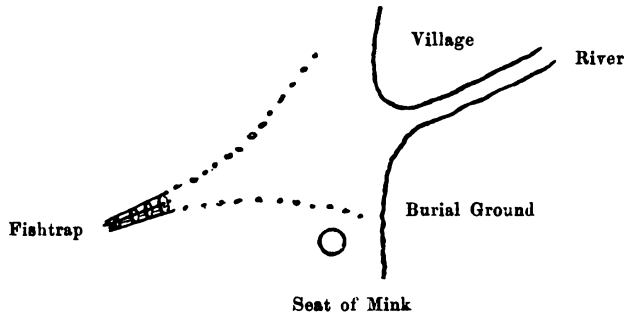 Village
River
Burial Ground
Fishtrap
Seat of Mink